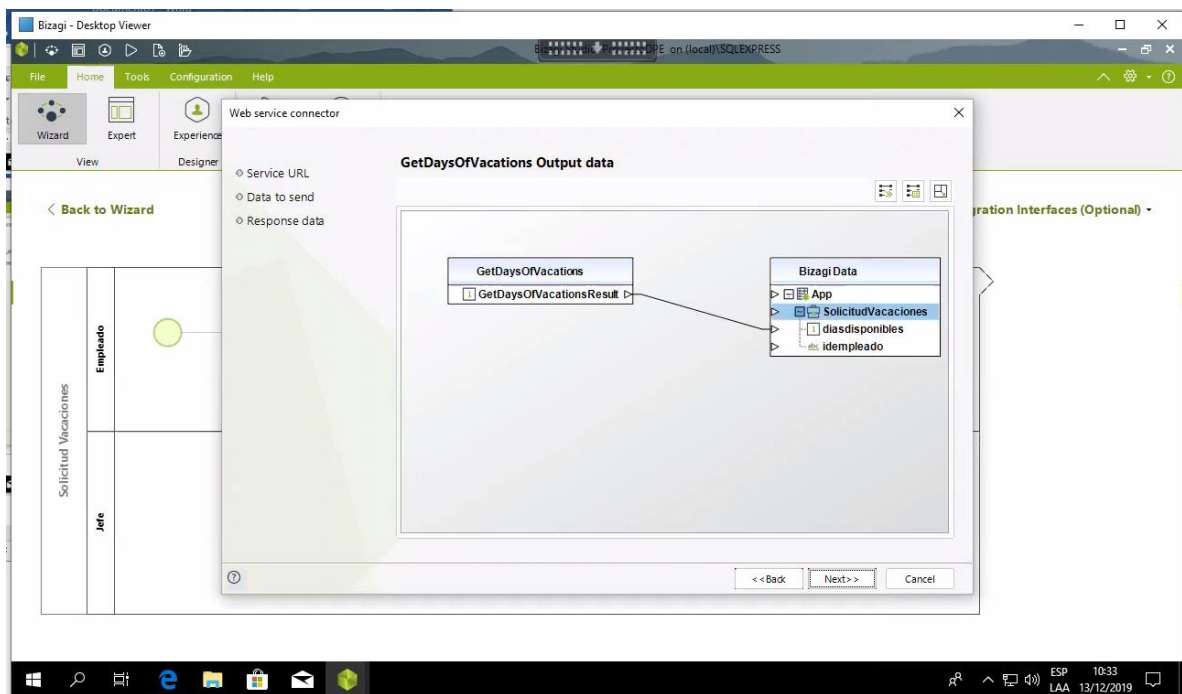 Bizagi - Desktop Viewer
PE on (local)\SQLEXPRESS
File Home Tools Configuration Help
Wizard Expert Experience
View Designer
Web service connector
Service URL
Data to send
Response data
GetDaysOfVacations Output data
GetDaysOfVacations
GetDaysOfVacationsResult
Bizagi Data
App
SolicitudVacaciones
diasdisponibles
abc idempleado
<<Back Next>> Cancel
< Back to Wizard
gration Interfaces (Optional)
Solicitud Vacaciones
Empleado
Jefe
ESP 10:33
LAA 13/12/2019